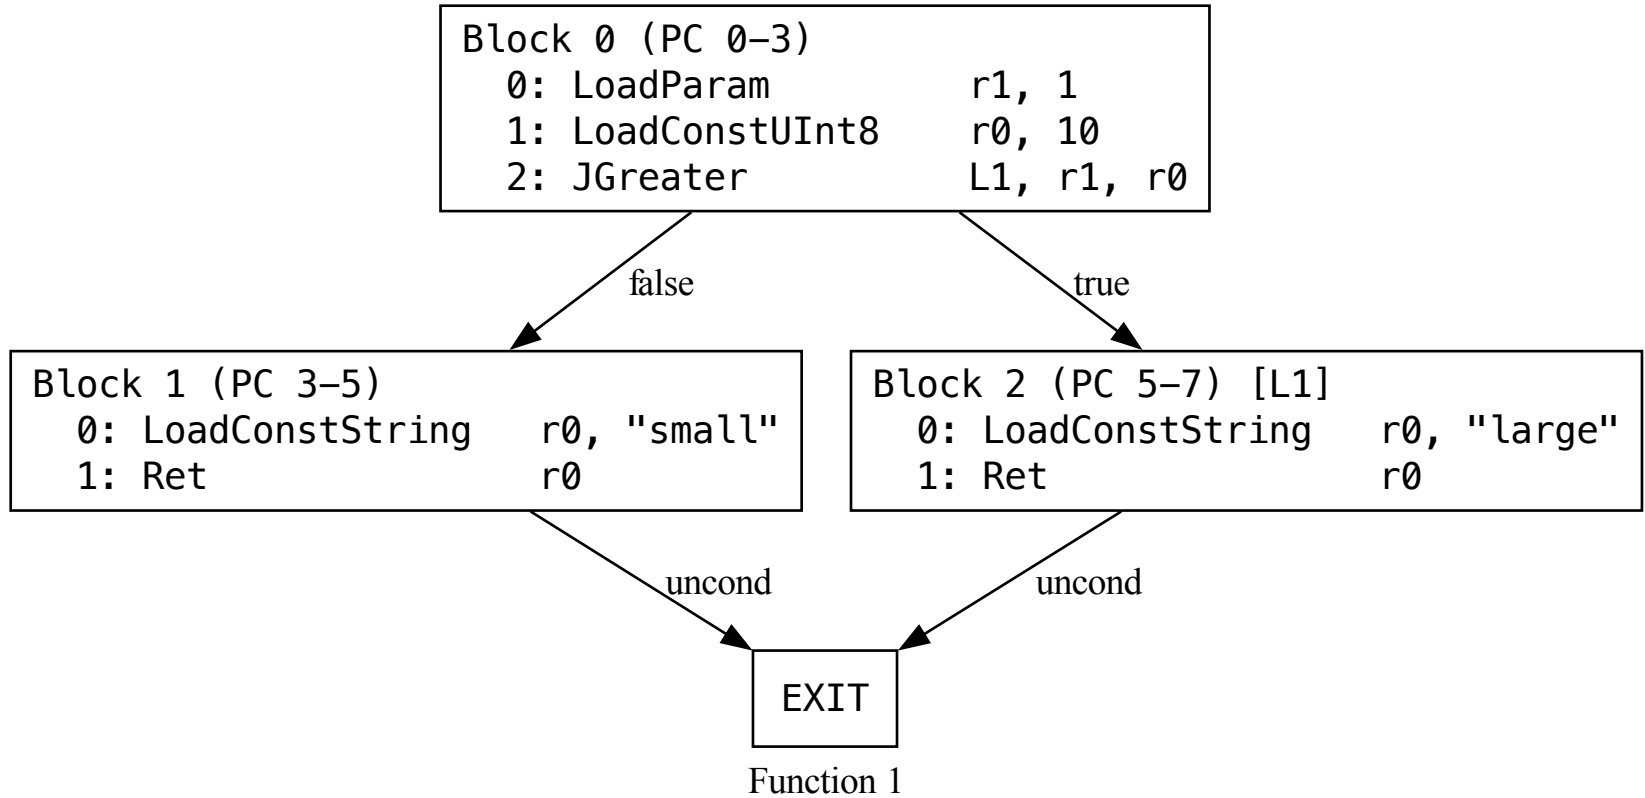 Block 0 (PC 0–3)
0: LoadParam r1, 1
1: LoadConstUInt8 r0, 10
2: JGreater L1, r1, r0
false
true
Block 1 (PC 3–5)
0: LoadConstString r0, "small"
1: Ret r0
Block 2 (PC 5–7) [L1]
0: LoadConstString r0, "large"
1: Ret r0
uncond
uncond
EXIT
Function 1